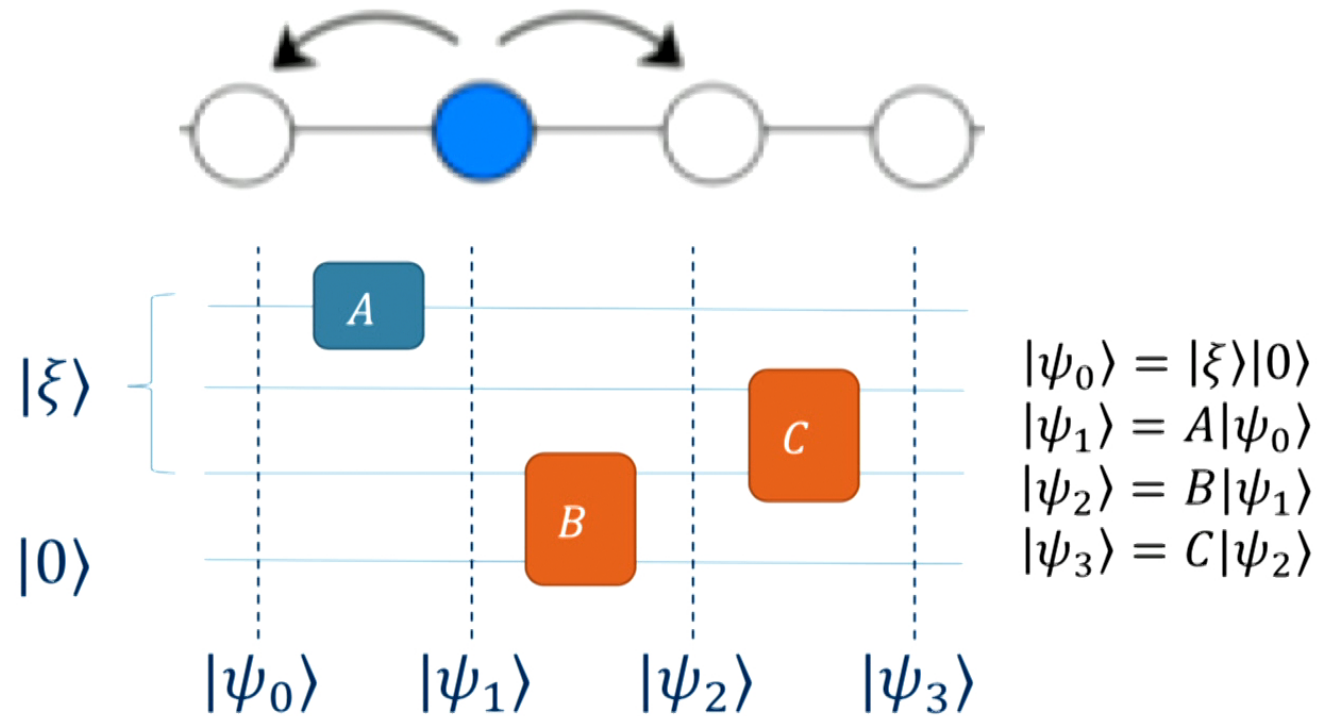 A
|ξ⟩
C
B
|0⟩
|ψ₀⟩ = |ξ⟩|0⟩
|ψ₁⟩ = A|ψ₀⟩
|ψ₂⟩ = B|ψ₁⟩
|ψ₃⟩ = C|ψ₂⟩
|ψ₀⟩ |ψ₁⟩ |ψ₂⟩ |ψ₃⟩